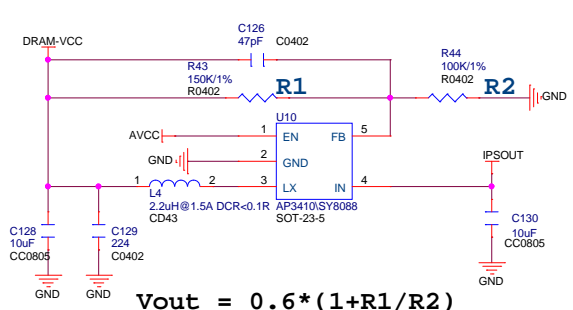 C126
47pF C0402
DRAM-VCC
R43
150K/1%
R0402
R1
R44
100K/1%
R0402
R2
GND
U10
AVCC
1
EN
FB
5
GND
2
GND
IPSOUT
1
2
3
LX
IN
4
L4
2.2uH@1.5A DCR<0.1R
CD43
AP3410\SY8088
SOT-23-5
C128
10uF
CC0805
C129
224
C0402
C130
10uF
CC0805
GND
GND
GND
Vout = 0.6*(1+R1/R2)